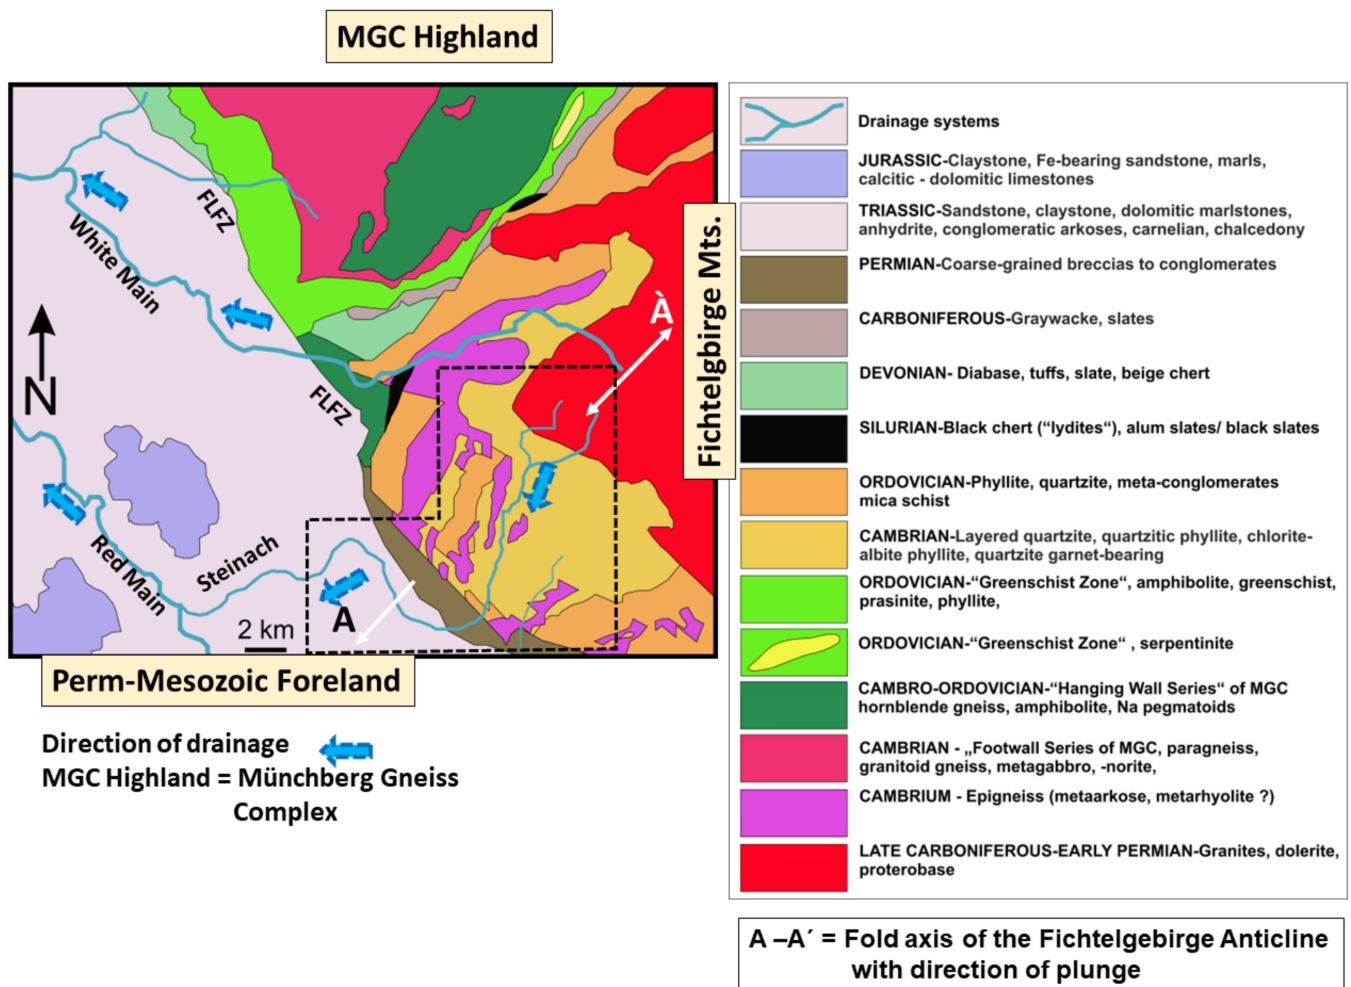 MGC Highland
FLFZ
White Main
FLFZ
N
Red Main
Steinach
2 km
A
À
Fichtelgbirge Mts.
Perm-Mesozoic Foreland
Direction of drainage
MGC Highland = Münchberg Gneiss
Complex
Drainage systems
JURASSIC-Claystone, Fe-bearing sandstone, marls,
calcitic - dolomitic limestones
TRIASSIC-Sandstone, claystone, dolomitic marlstones,
anhydrite, conglomeratic arkoses, carnelian, chalcedony
PERMIAN-Coarse-grained breccias to conglomerates
CARBONIFEROUS-Graywacke, slates
DEVONIAN- Diabase, tuffs, slate, beige chert
SILURIAN-Black chert (“lydites“), alum slates/ black slates
ORDOVICIAN-Phyllite, quartzite, meta-conglomerates
mica schist
CAMBRIAN-Layered quartzite, quartzitic phyllite, chlorite-
albite phyllite, quartzite garnet-bearing
ORDOVICIAN-“Greenschist Zone“, amphibolite, greenschist,
prasinite, phyllite,
ORDOVICIAN-“Greenschist Zone“ , serpentinite
CAMBRO-ORDOVICIAN-“Hanging Wall Series“ of MGC
hornblende gneiss, amphibolite, Na pegmatoids
CAMBRIAN - „Footwall Series of MGC, paragneiss,
granitoid gneiss, metagabbro, -norite,
CAMBRIUM - Epigneiss (metaarkose, metarhyolite ?)
LATE CARBONIFEROUS-EARLY PERMIAN-Granites, dolerite,
proterobase
A –A´ = Fold axis of the Fichtelgebirge Anticline
with direction of plunge